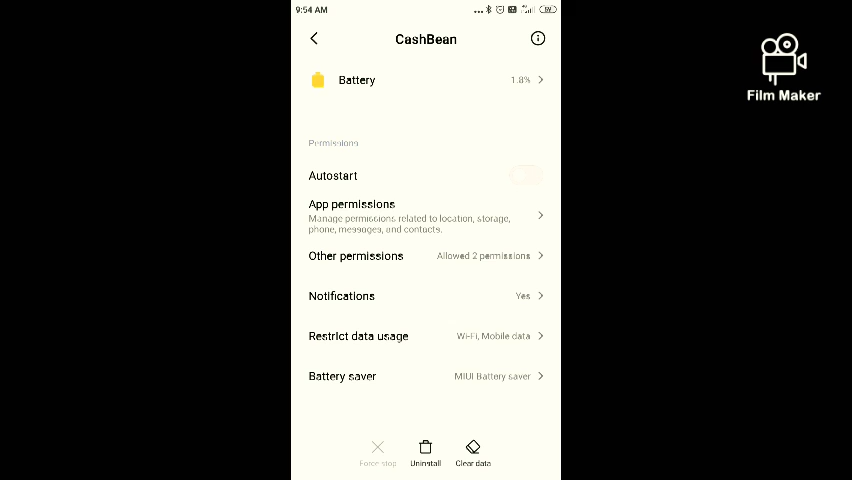 9:54 AM
CashBean
Film Maker
Battery 1.8%
Permissions
Autostart
App permissions
Manage permissions related to location, storage,
phone, messages, and contacts.
Other permissions Allowed 2 permissions
Notifications Yes
Restrict data usage Wi-Fi, Mobile data
Battery saver MIUI Battery saver
Force stop Uninstall Clear data